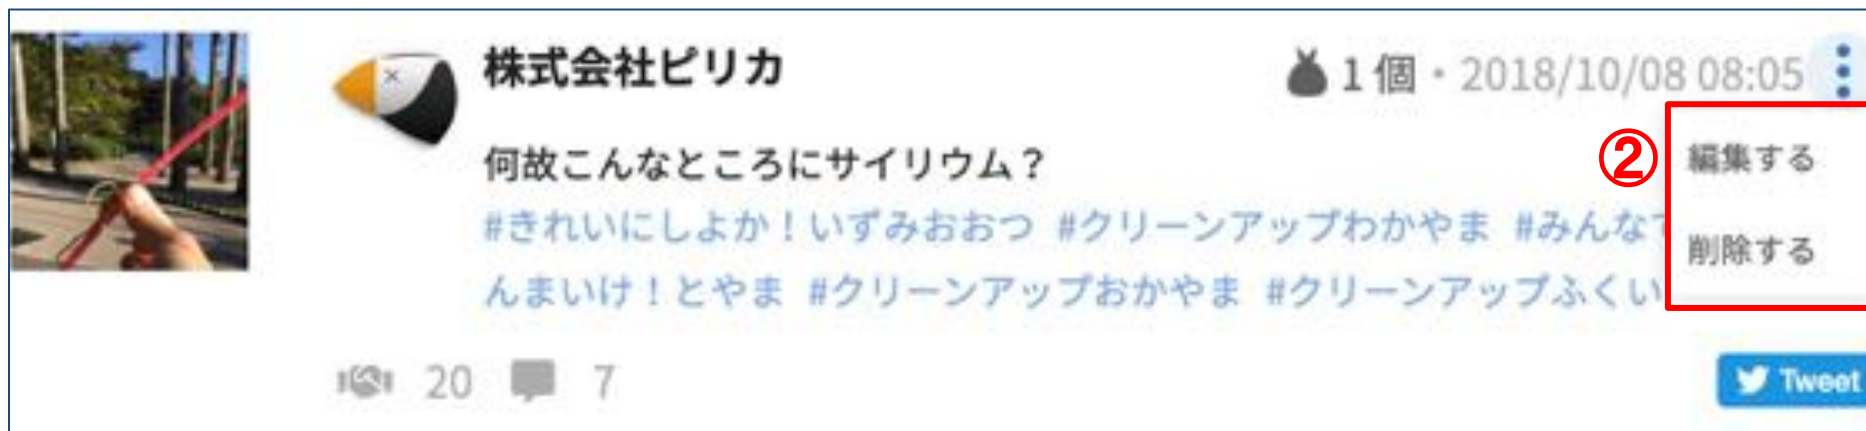 株式会社ピリカ
1個・2018/10/08 08:05
何故こんなところにサイリウム？
② 編集する
#きれいにしよか！いずみおおつ #クリーンアップわかやま #みんなで
削除する
んまいけ！とやま #クリーンアップおかやま #クリーンアップふくい
20 7
Tweet